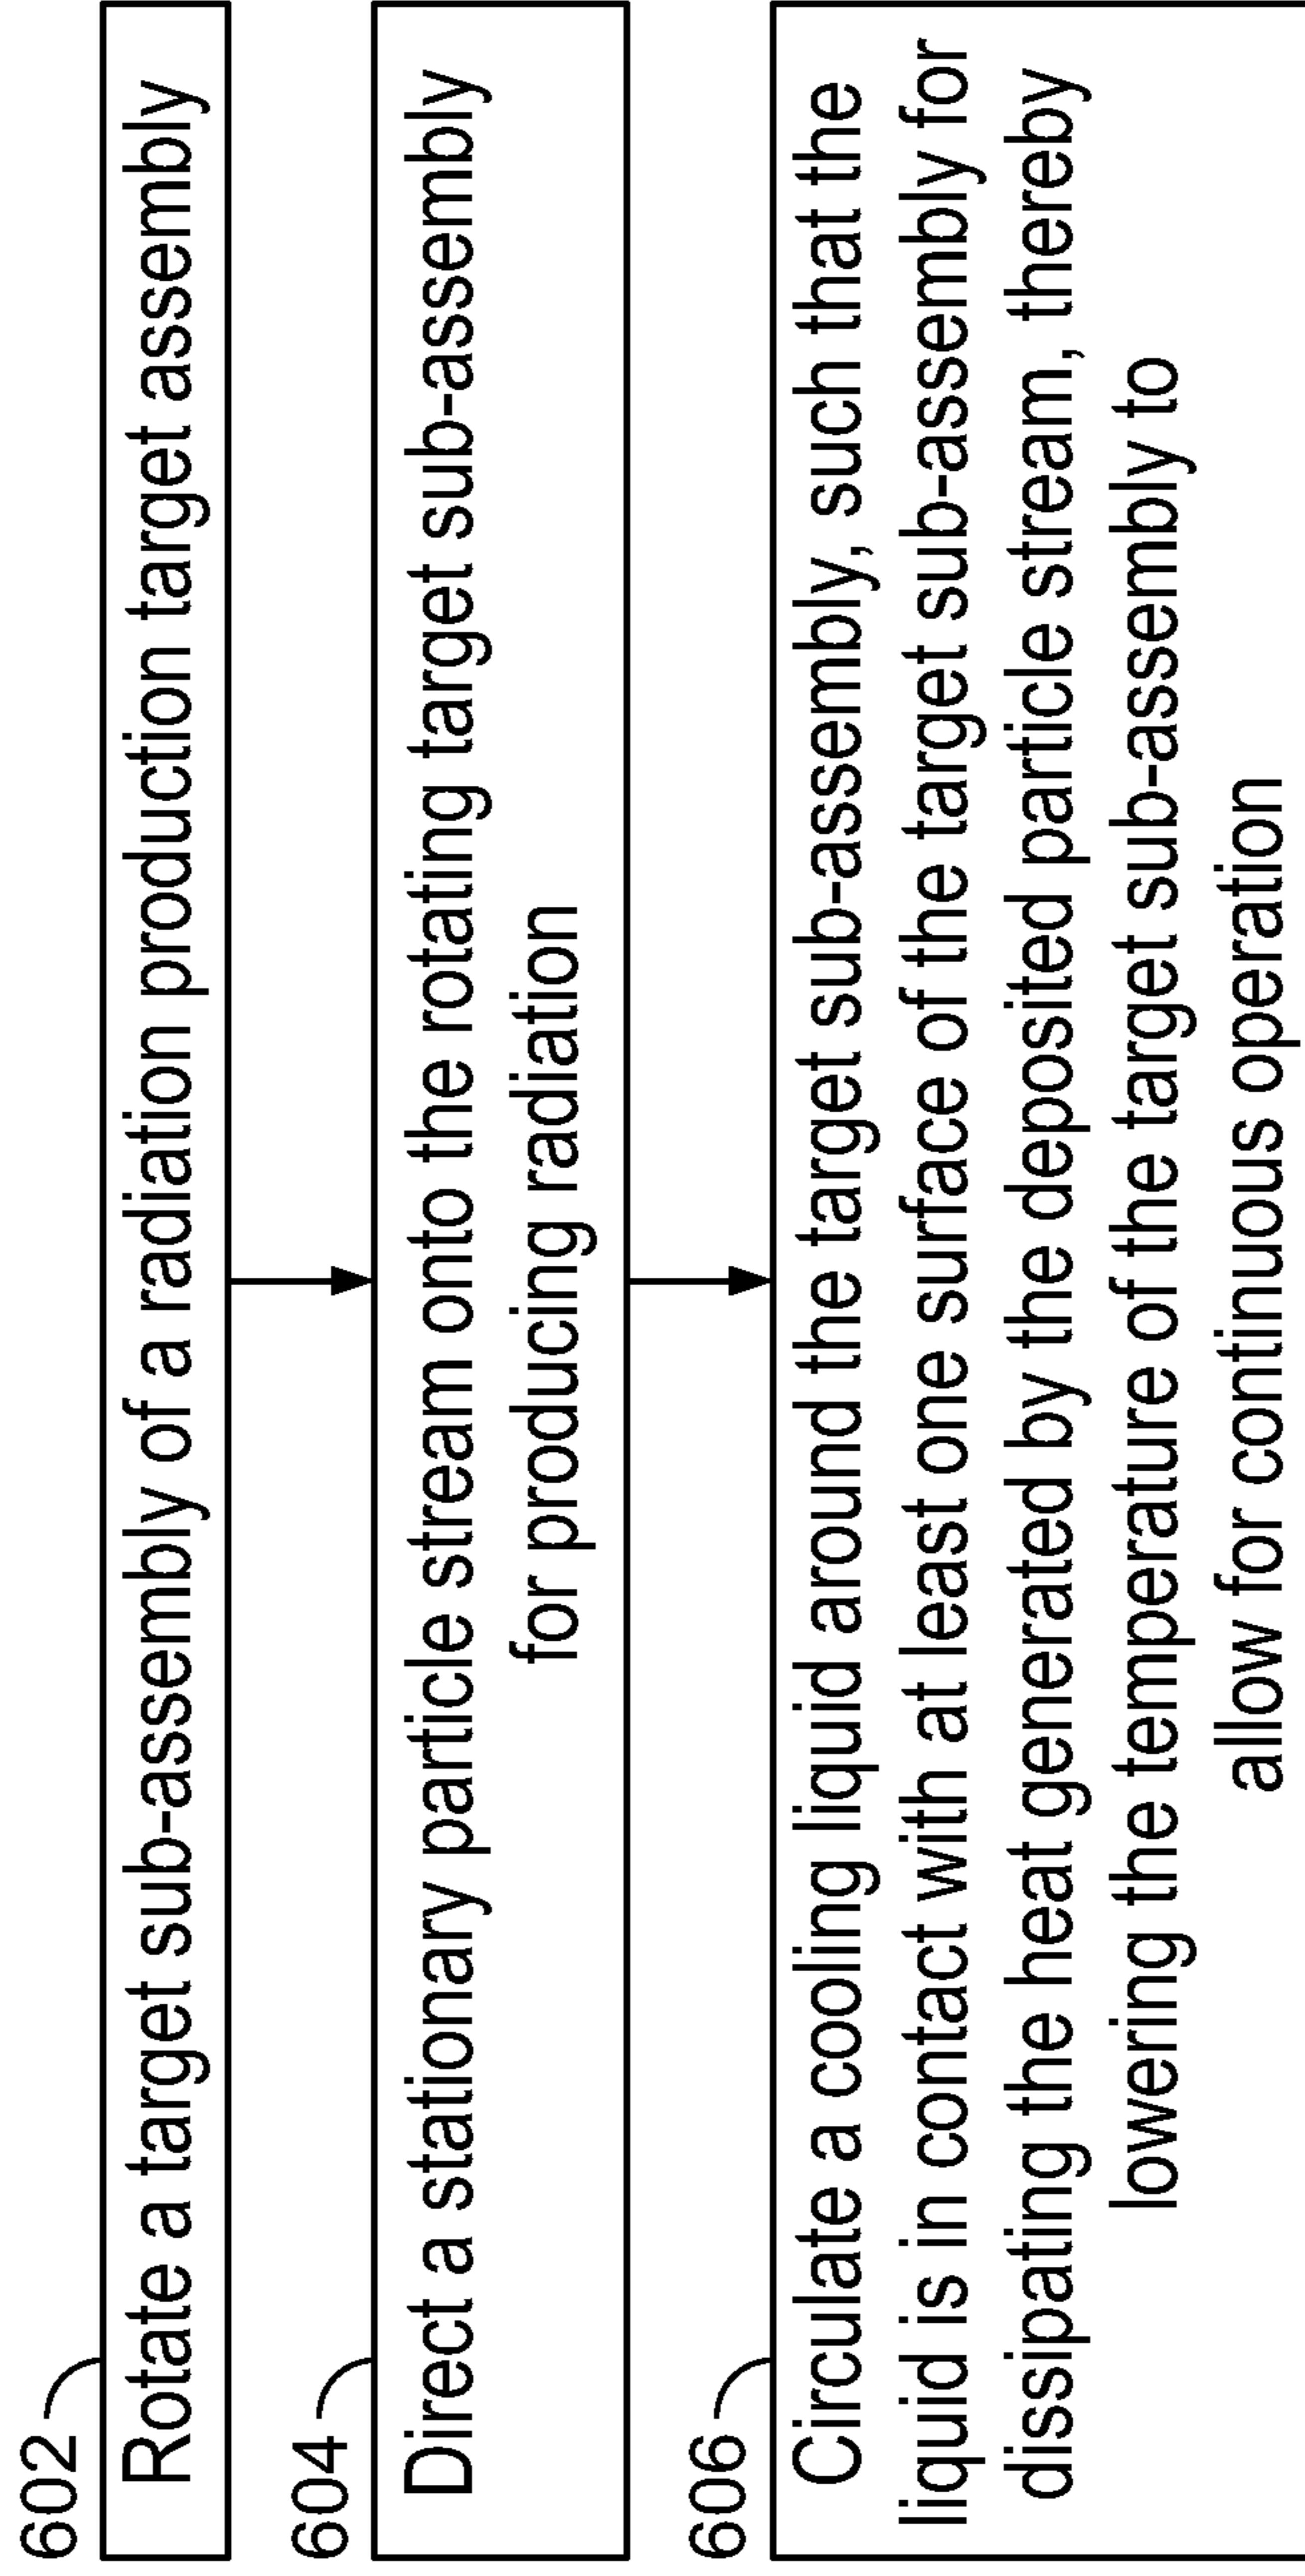 602
Rotate a target sub-assembly of a radiation production target assembly
604
Direct a stationary particle stream onto the rotating target sub-assembly
for producing radiation
606
Circulate a cooling liquid around the target sub-assembly, such that the
liquid is in contact with at least one surface of the target sub-assembly for
dissipating the heat generated by the deposited particle stream, thereby
lowering the temperature of the target sub-assembly to
allow for continuous operation